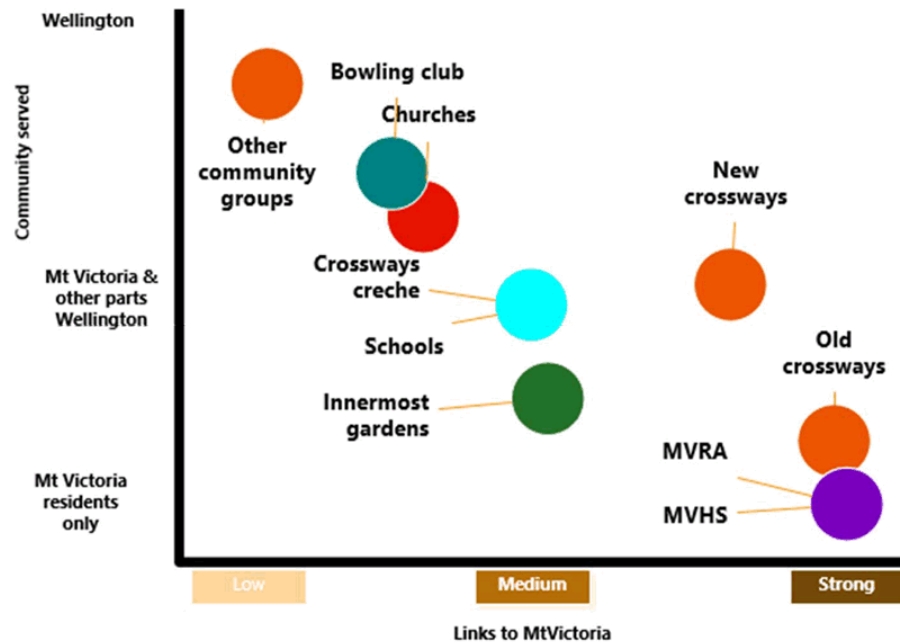 Wellington
Community served
Bowling club
Churches
Other
community
groups
New
crossways
Crossways
creche
Mt Victoria &
other parts
Wellington
Schools
Old
crossways
Innermost
gardens
MVRA
Mt Victoria
residents
only
MVHS
Low
Medium
Strong
Links to MtVictoria